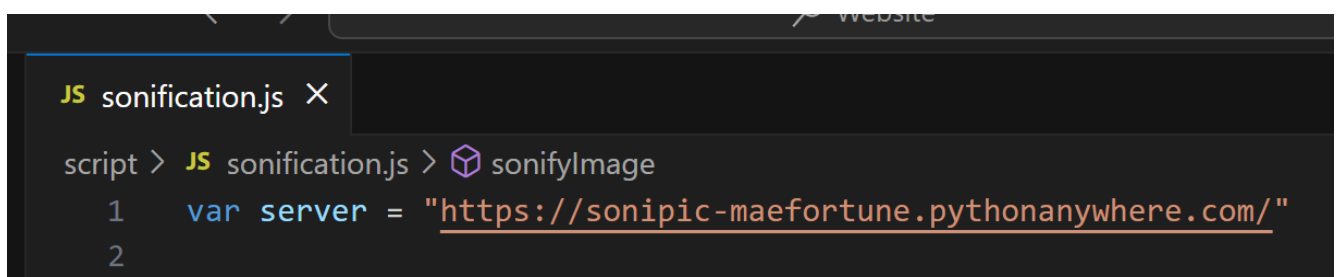 Website
JS sonification.js ×
script > JS sonification.js > sonifyImage
1 var server = "https://sonipic-maefortune.pythonanywhere.com/"
2